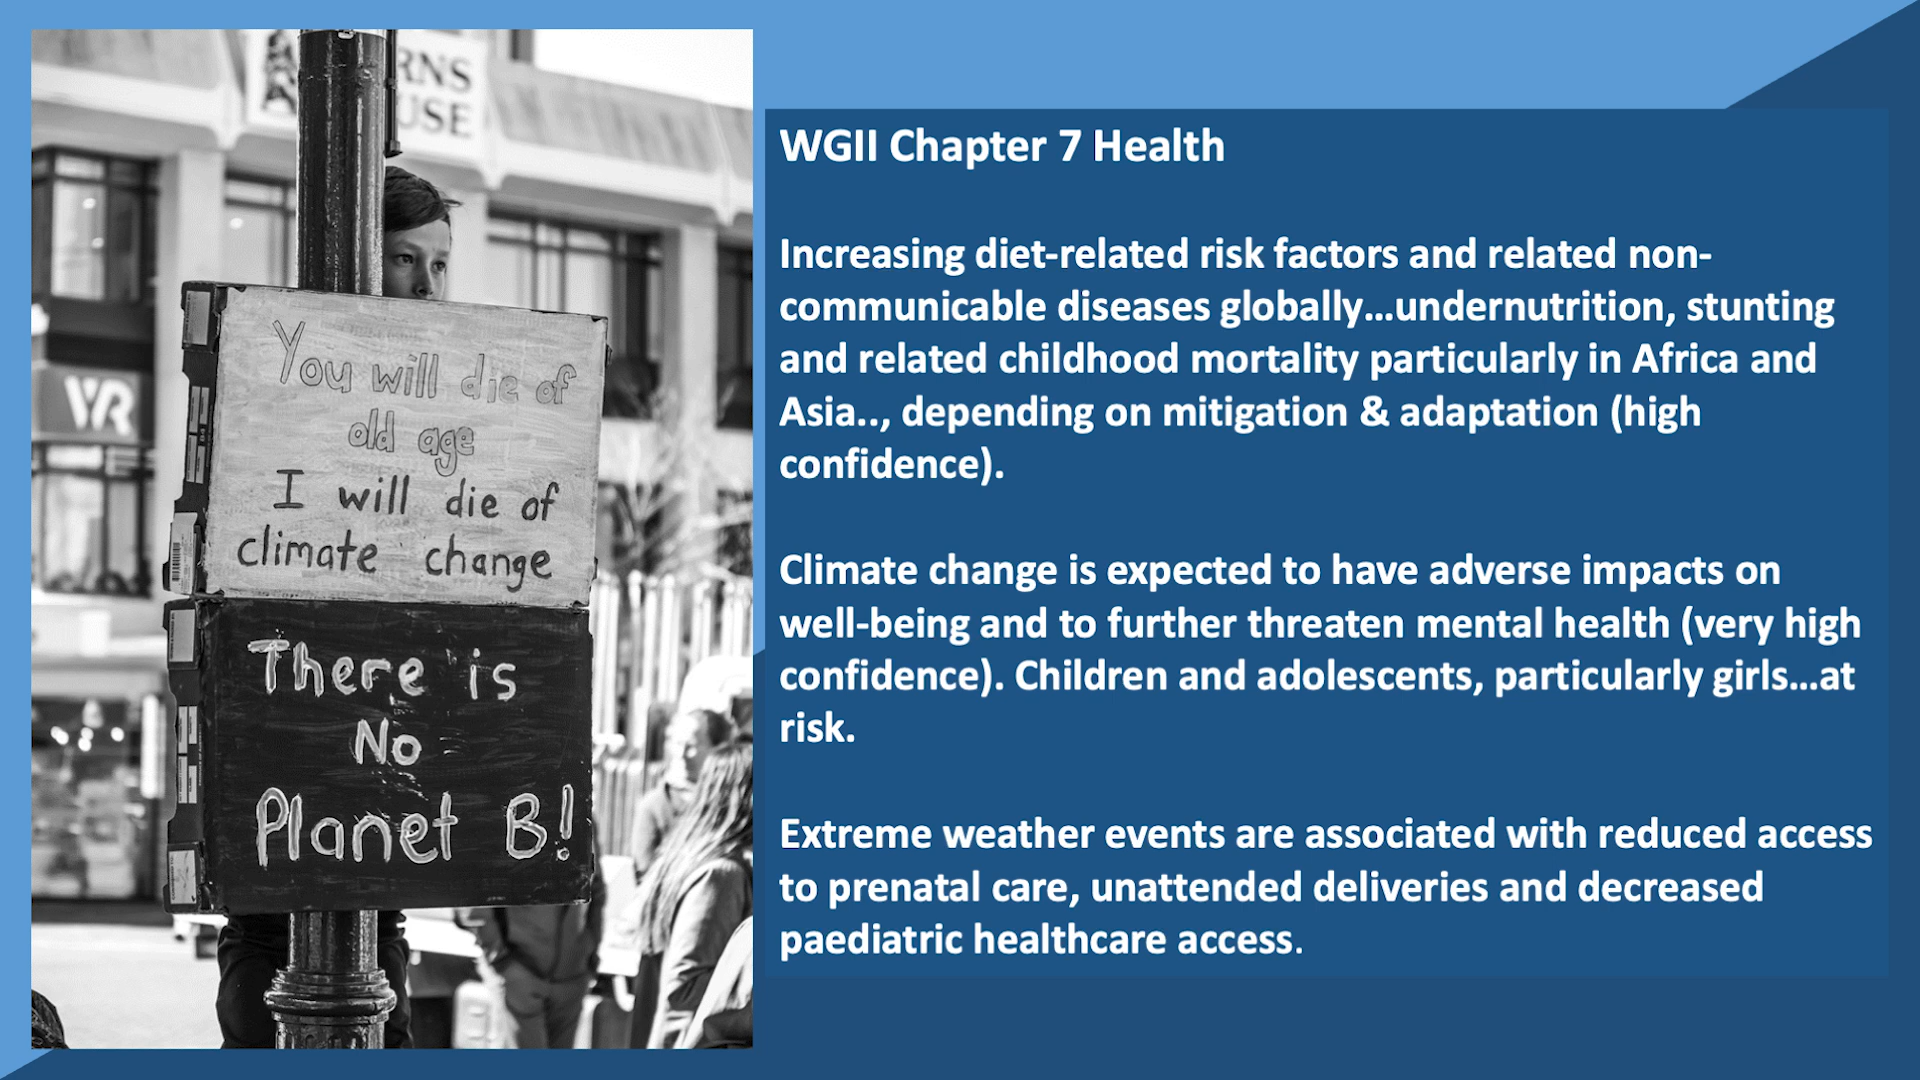 RNS
USE
VR
You will die of
old age
I will die of
climate change
There is
No
Planet B!
WGII Chapter 7 Health
Increasing diet-related risk factors and related non-
communicable diseases globally...undernutrition, stunting
and related childhood mortality particularly in Africa and
Asia.., depending on mitigation & adaptation (high
confidence).
Climate change is expected to have adverse impacts on
well-being and to further threaten mental health (very high
confidence). Children and adolescents, particularly girls...at
risk.
Extreme weather events are associated with reduced access
to prenatal care, unattended deliveries and decreased
paediatric healthcare access.